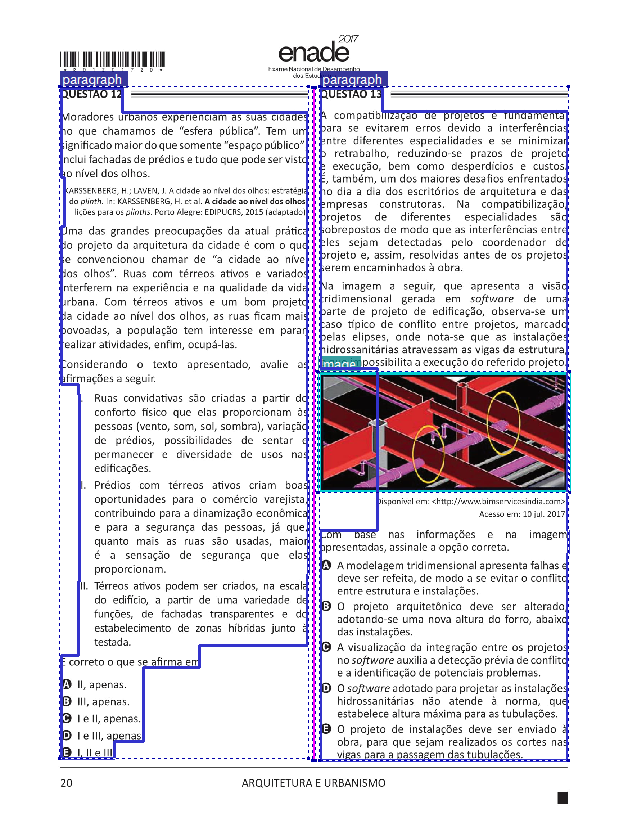 2017
enade
Exame Nacional de Desempenho
dos Estud
*R2012017209*
paragraph
QUESTÃO 12
Moradores urbanos experienciam as suas cidades
no que chamamos de “esfera pública”. Tem um
significado maior do que somente “espaço público”
inclui fachadas de prédios e tudo que pode ser visto
ao nível dos olhos.
KARSSENBERG, H.; LAVEN, J. A cidade ao nível dos olhos: estratégia
do plinth. In: KARSSENBERG, H. et al. A cidade ao nível dos olhos
lições para os plinths. Porto Alegre: EDIPUCRS, 2015 (adaptado)
Uma das grandes preocupações da atual prática
do projeto da arquitetura da cidade é com o que
se convencionou chamar de “a cidade ao níve
dos olhos”. Ruas com térreos ativos e variados
interferem na experiência e na qualidade da vida
urbana. Com térreos ativos e um bom projeto
da cidade ao nível dos olhos, as ruas ficam mais
povoadas, a população tem interesse em parar
realizar atividades, enfim, ocupá-las.
Considerando o texto apresentado, avalie as
afirmações a seguir.
Ruas convidativas são criadas a partir do
conforto físico que elas proporcionam às
pessoas (vento, som, sol, sombra), variação
de prédios, possibilidades de sentar e
permanecer e diversidade de usos nas
edificações.
I. Prédios com térreos ativos criam boas
oportunidades para o comércio varejista,
contribuindo para a dinamização econômica
e para a segurança das pessoas, já que,
quanto mais as ruas são usadas, maior
é a sensação de segurança que elas
proporcionam.
II. Térreos ativos podem ser criados, na escala
do edifício, a partir de uma variedade de
funções, de fachadas transparentes e do
estabelecimento de zonas híbridas junto à
testada.
É correto o que se afirma em
A II, apenas.
B III, apenas.
C I e II, apenas.
D I e III, apenas
E I, II e III
paragraph
QUESTÃO 13
A compatibilização de projetos é fundamental
para se evitarem erros devido a interferências
entre diferentes especialidades e se minimizar
o retrabalho, reduzindo-se prazos de projeto
e execução, bem como desperdícios e custos.
É, também, um dos maiores desafios enfrentados
no dia a dia dos escritórios de arquitetura e das
empresas construtoras. Na compatibilização,
projetos de diferentes especialidades são
sobrepostos de modo que as interferências entre
eles sejam detectadas pelo coordenador de
projeto e, assim, resolvidas antes de os projetos
serem encaminhados à obra.
Na imagem a seguir, que apresenta a visão
tridimensional gerada em software de uma
parte de projeto de edificação, observa-se um
caso típico de conflito entre projetos, marcado
pelas elipses, onde nota-se que as instalações
hidrossanitárias atravessam as vigas de estrutura,
image possibilita a execução do referido projeto
Disponível em: <http://www.bimservicesindia.com>
Acesso em: 10 jul. 2017
Com base nas informações e na imagem
apresentadas, assinale a opção correta.
A A modelagem tridimensional apresenta falhas e
deve ser refeita, de modo a se evitar o conflito
entre estrutura e instalações.
B O projeto arquitetônico deve ser alterado,
adotando-se uma nova altura do forro, abaixo
das instalações.
C A visualização da integração entre os projetos
no software auxilia a detecção prévia de conflito
e a identificação de potenciais problemas.
D O software adotado para projetar as instalações
hidrossanitárias não atende à norma, que
estabelece altura máxima para as tubulações.
E O projeto de instalações deve ser enviado à
obra, para que sejam realizados os cortes nas
vigas para a passagem das tubulações.
20
ARQUITETURA E URBANISMO